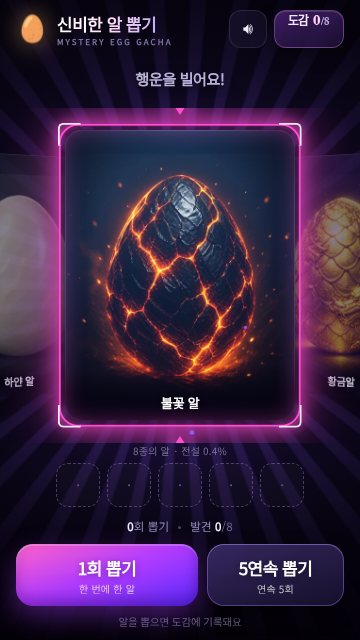 신비한 알 뽑기
MYSTERY EGG GACHA
도감 0/8
행운을 빌어요!
하얀 알
불꽃 알
황금알
8종의 알 · 전설 0.4%
0회 뽑기 • 발견 0/8
1회 뽑기
한 번에 한 알
5연속 뽑기
연속 5회
알을 뽑으면 도감에 기록돼요